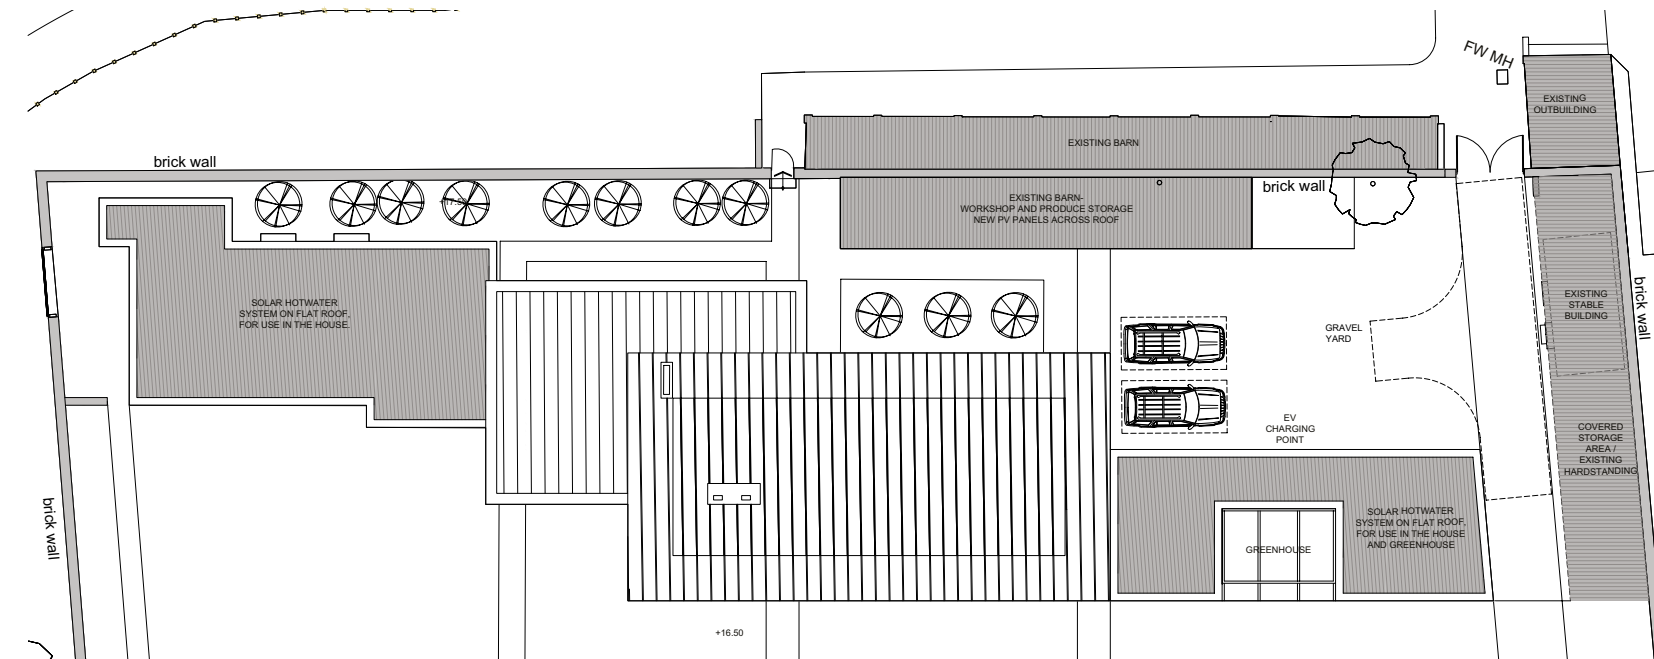 FW MH
EXISTING
OUTBUILDING
EXISTING BARN
brick wall
brick wall
EXISTING BARN-
WORKSHOP AND PRODUCE STORAGE
NEW PV PANELS ACROSS ROOF
+17.50
SOLAR HOTWATER
SYSTEM ON FLAT ROOF,
FOR USE IN THE HOUSE.
GRAVEL
YARD
EXISTING
STABLE
BUILDING
brick wall
EV
CHARGING
POINT
COVERED
STORAGE
AREA /
EXISTING
HARDSTANDING
brick wall
SOLAR HOTWATER
SYSTEM ON FLAT ROOF,
FOR USE IN THE HOUSE
AND GREENHOUSE
GREENHOUSE
+16.50